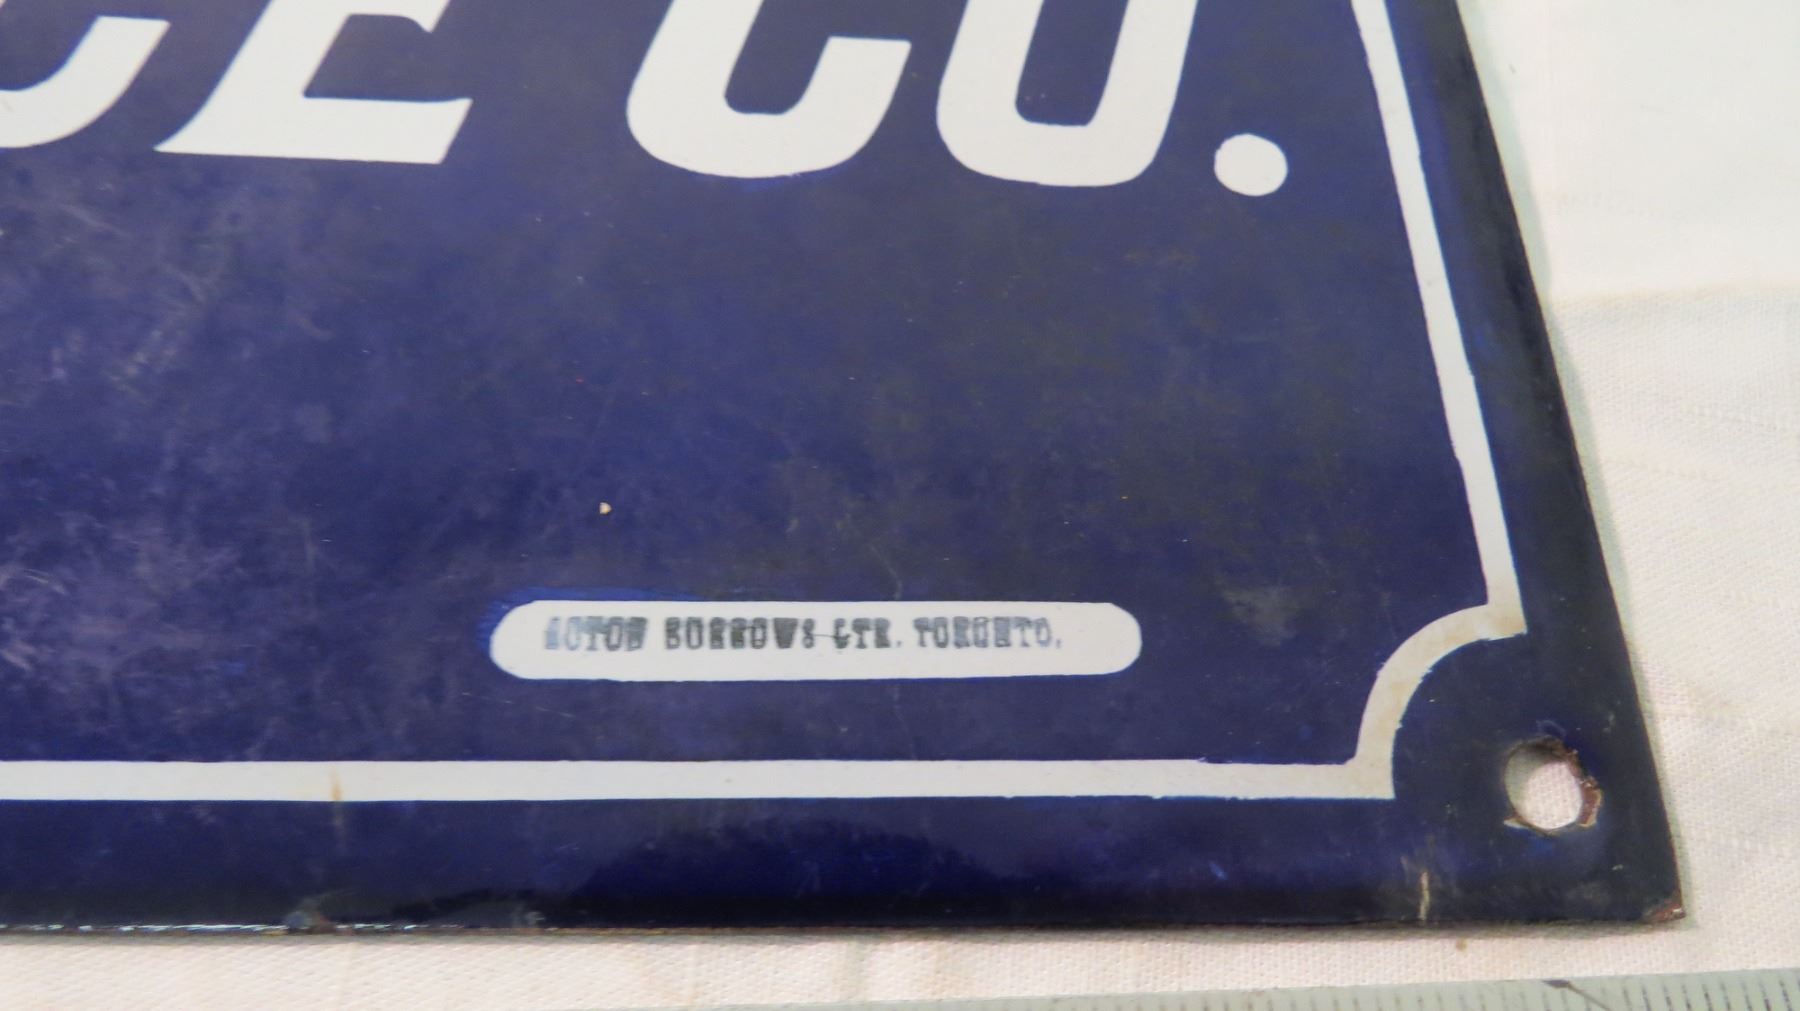 CE CO.
ACTON BURROWS LTD. TORONTO.